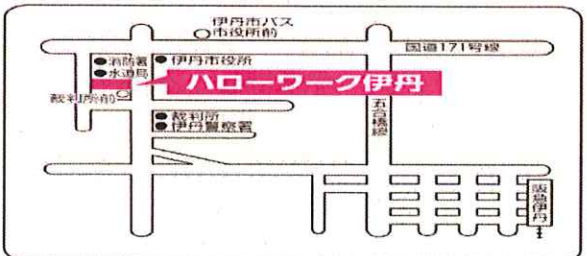 伊丹市バス
市役所前
国道171号線
消防署
水道局
伊丹市役所
ハローワーク伊丹
裁判所前
裁判所
伊丹警察署
五合橋線
阪急伊丹